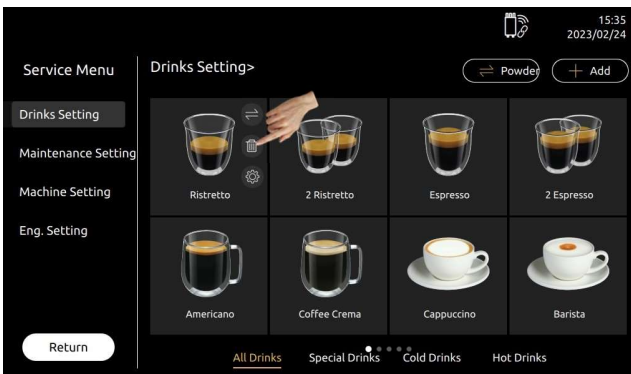 15:35
2023/02/24
Service Menu
Drinks Setting>
Powder
Add
Drinks Setting
Maintenance Setting
Machine Setting
Eng. Setting
Ristretto
2 Ristretto
Espresso
2 Espresso
Americano
Coffee Crema
Cappuccino
Barista
Return
All Drinks
Special Drinks
Cold Drinks
Hot Drinks